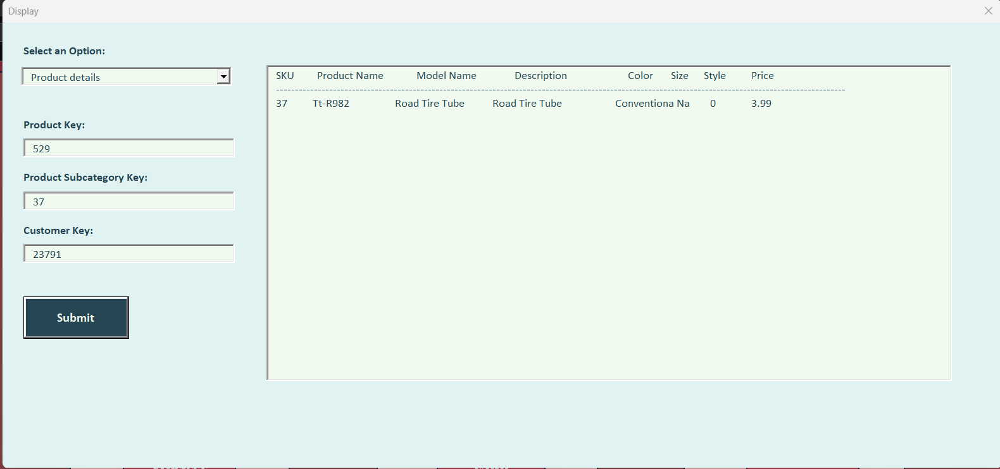 Display
Select an Option:
Product details
Product Key:
529
Product Subcategory Key:
37
Customer Key:
23791
Submit
SKU Product Name Model Name Description Color Size Style Price
------------------------------------------------------------------------------------------------------------------------------------------------------
37 Tt-R982 Road Tire Tube Road Tire Tube Conventiona Na 0 3.99